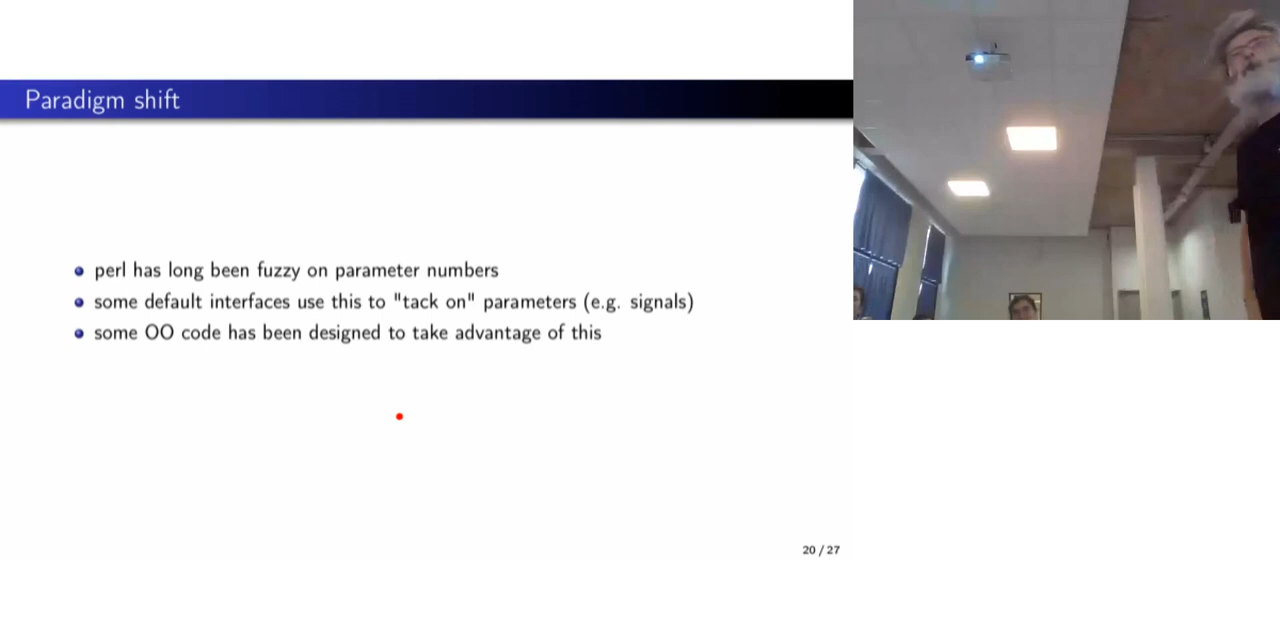 Paradigm shift
perl has long been fuzzy on parameter numbers
some default interfaces use this to "tack on" parameters (e.g. signals)
some OO code has been designed to take advantage of this
20 / 27